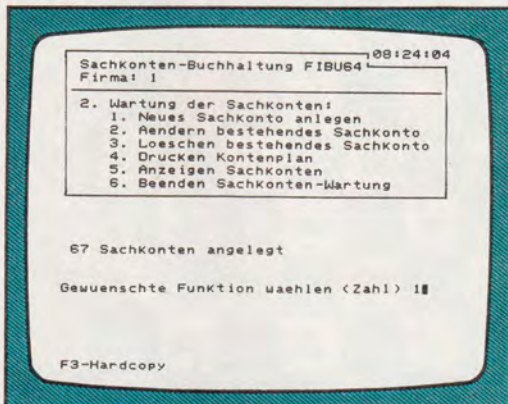 08:24:04
Sachkonten-Buchhaltung FIBU64
Firma: 1
2. Wartung der Sachkonten:
1. Neues Sachkonto anlegen
2. Aendern bestehendes Sachkonto
3. Loeschen bestehendes Sachkonto
4. Drucken Kontenplan
5. Anzeigen Sachkonten
6. Beenden Sachkonten-Wartung
67 Sachkonten angelegt
Gewuenschte Funktion waehlen (Zahl) 1
F3-Hardcopy